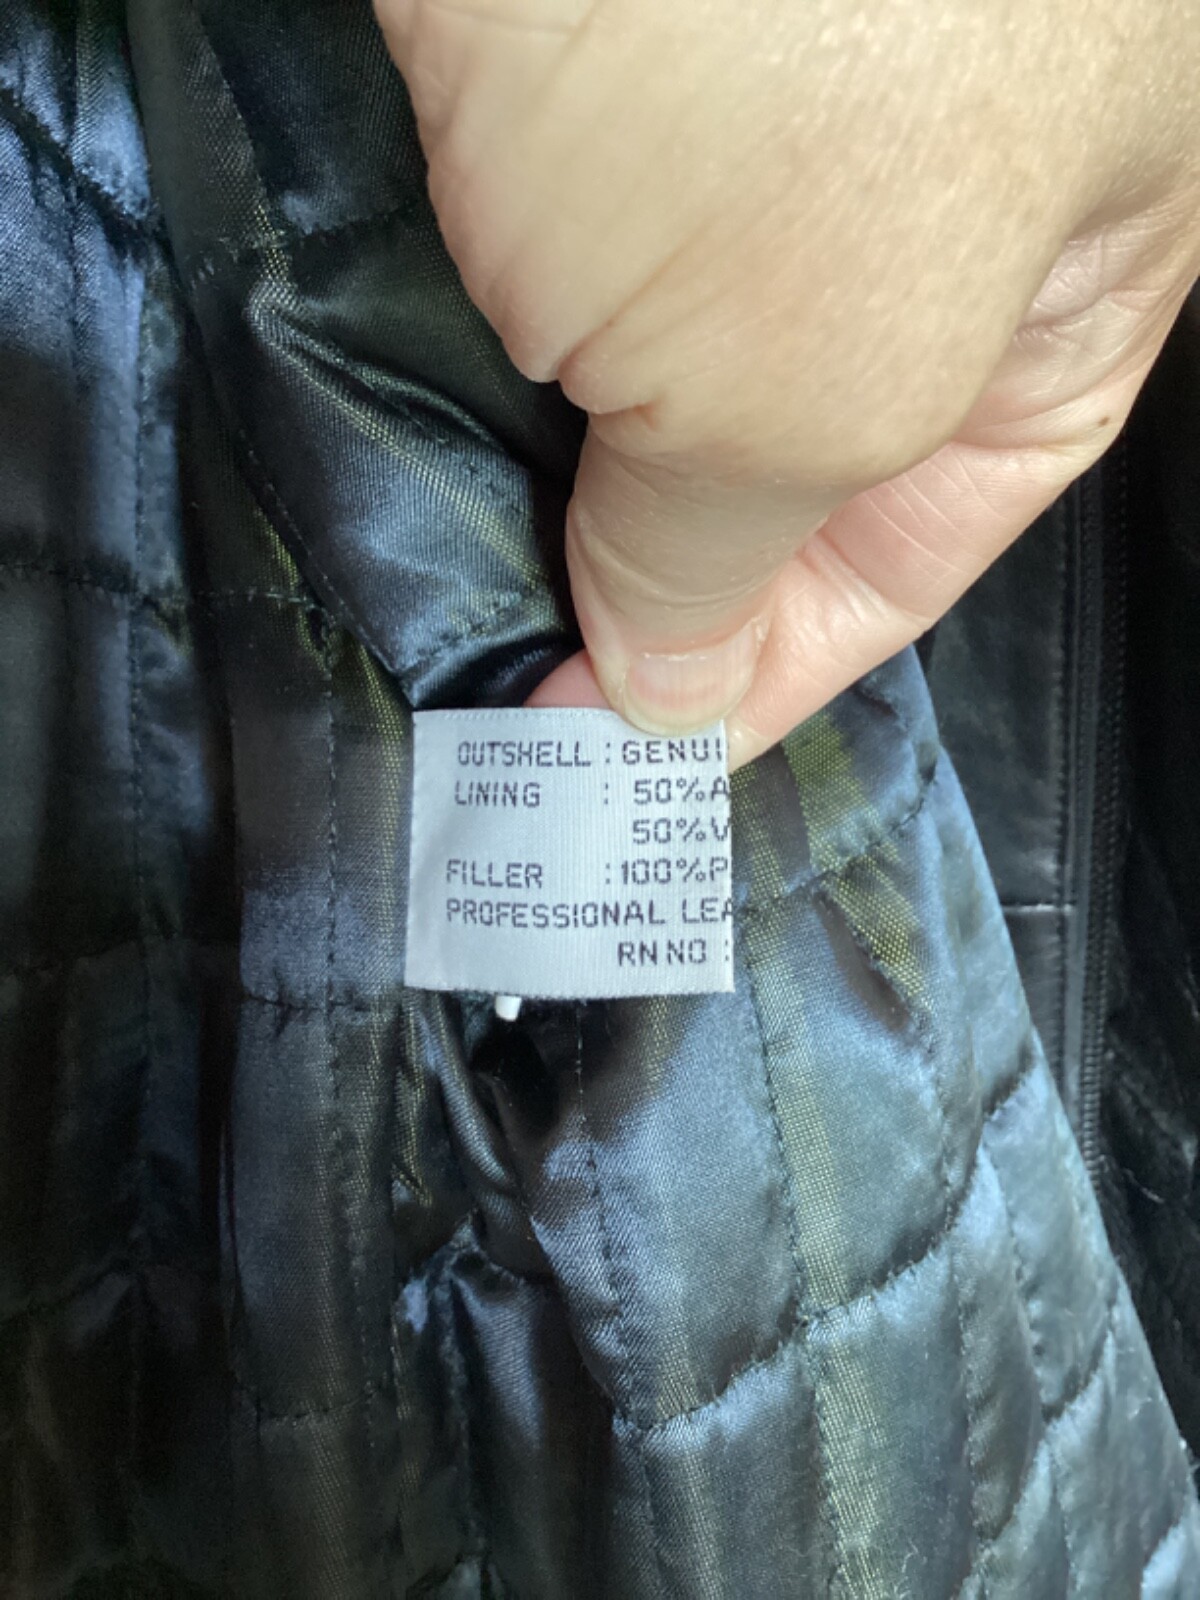 OUTSHELL : GENUI
LINING : 50% A
50% V
FILLER : 100% P
PROFESSIONAL LEA
RN NO :